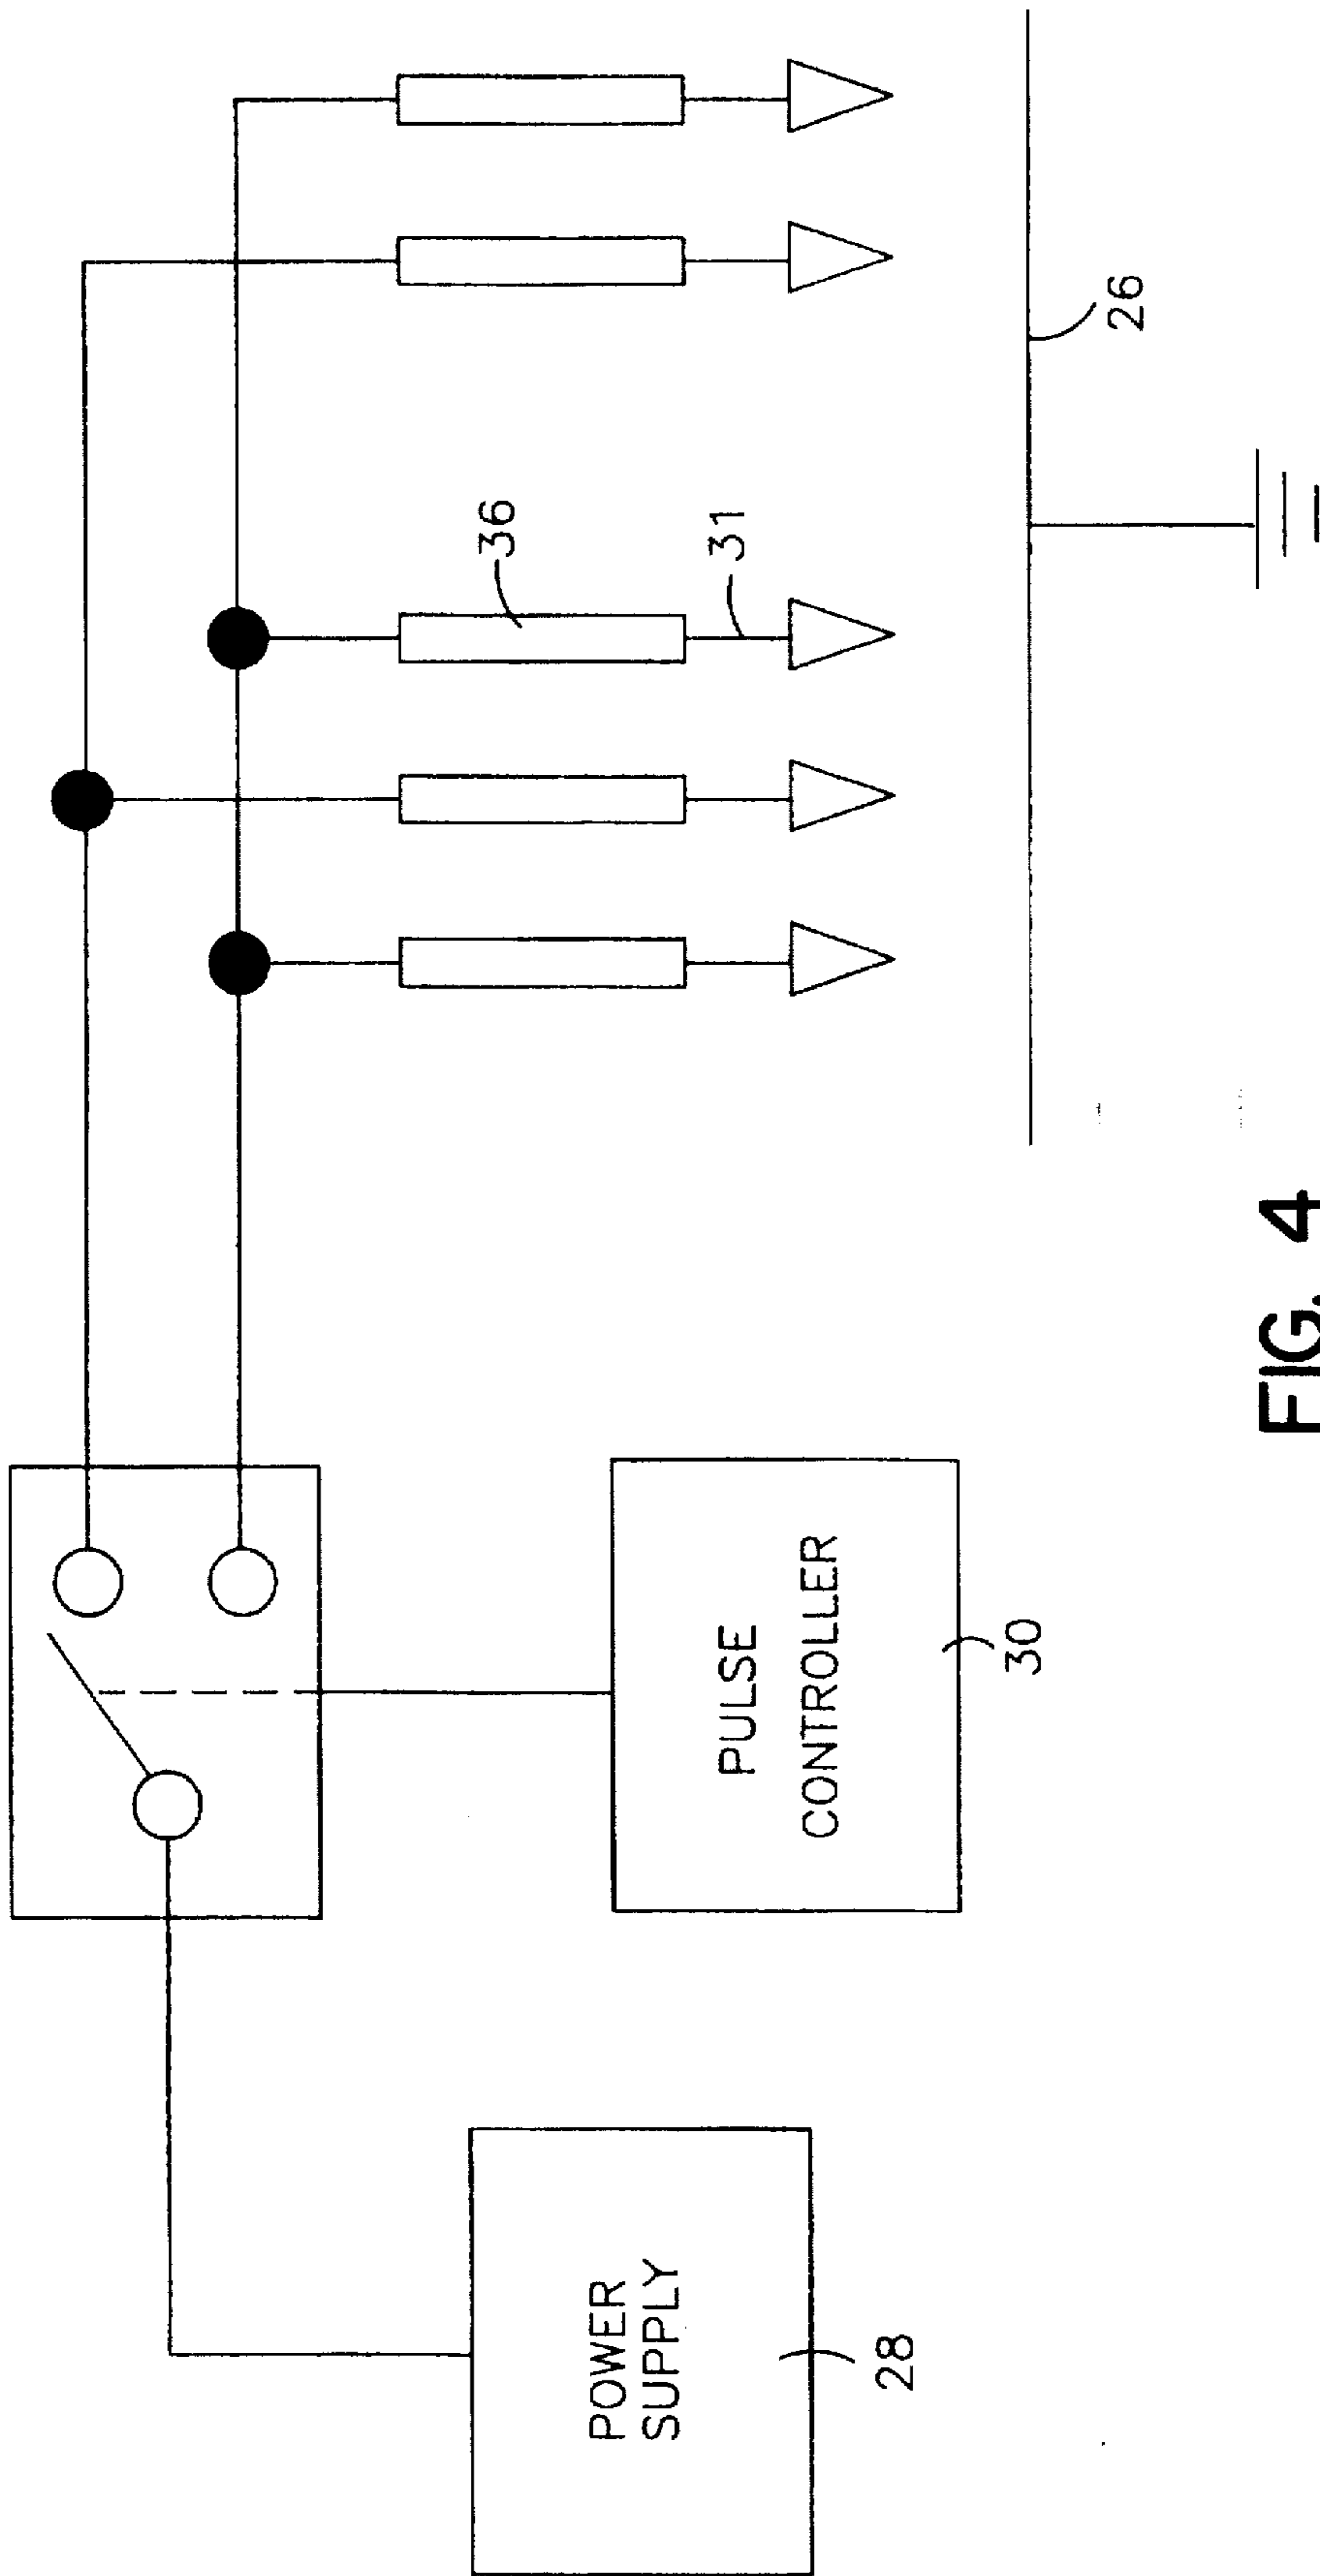 POWER
SUPPLY
28
PULSE
CONTROLLER
30
36
31
26
FIG. 4